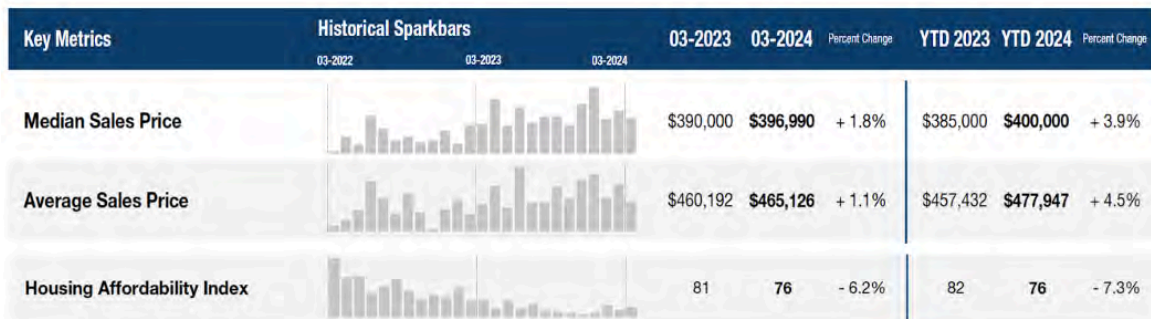 Key Metrics Historical Sparkbars 03-2023 03-2024 Percent Change YTD 2023 YTD 2024 Percent Change
03-2022 03-2023 03-2024
Median Sales Price $390,000 $396,990 + 1.8% $385,000 $400,000 + 3.9%
Average Sales Price $460,192 $465,126 + 1.1% $457,432 $477,947 + 4.5%
Housing Affordability Index 81 76 - 6.2% 82 76 - 7.3%